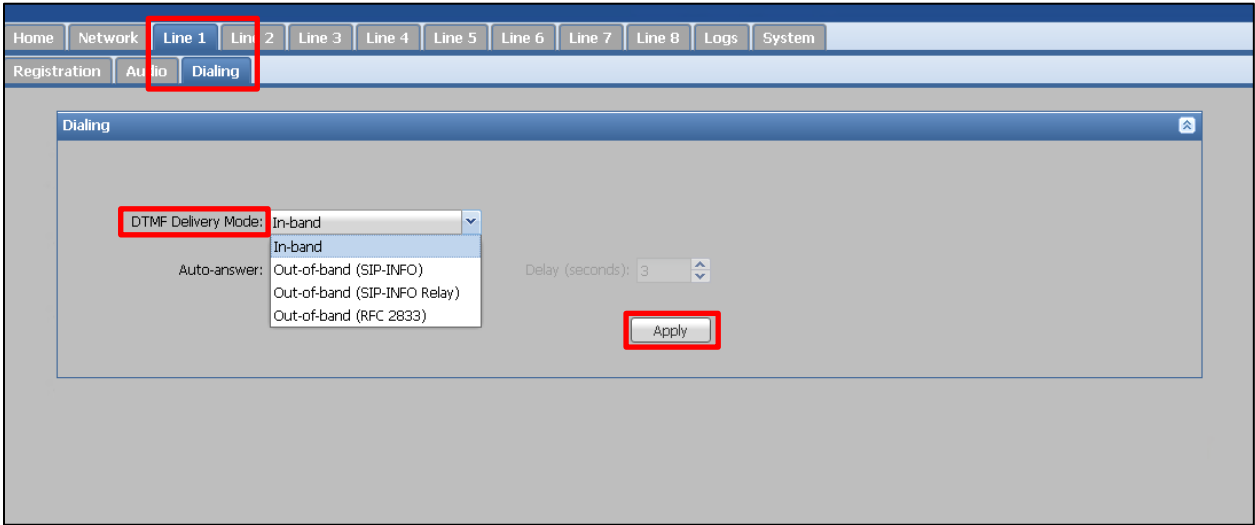 Home Network Line 1 Line 2 Line 3 Line 4 Line 5 Line 6 Line 7 Line 8 Logs System
Registration Audio Dialing
Dialing
DTMF Delivery Mode: In-band
In-band
Auto-answer: Out-of-band (SIP-INFO) Delay (seconds): 3
Out-of-band (SIP-INFO Relay)
Out-of-band (RFC 2833)
Apply